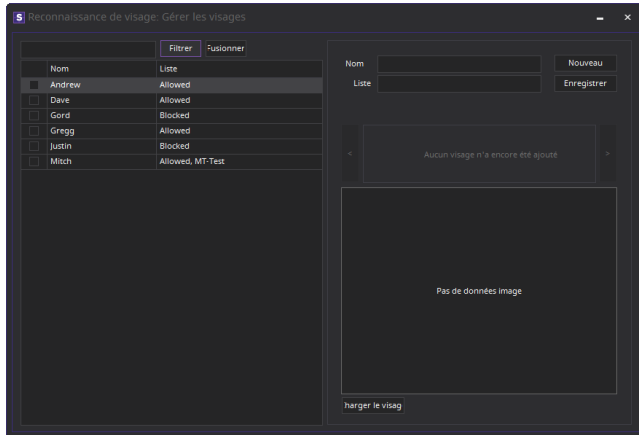 S Reconnaissance de visage: Gérer les visages
Filtrer Fusionner
Nom Liste
Andrew Allowed
Dave Allowed
Gord Blocked
Gregg Allowed
Justin Blocked
Mitch Allowed, MT-Test
Nom Nouveau
Liste Enregistrer
< Aucun visage n'a encore été ajouté >
Pas de données image
harger le visag